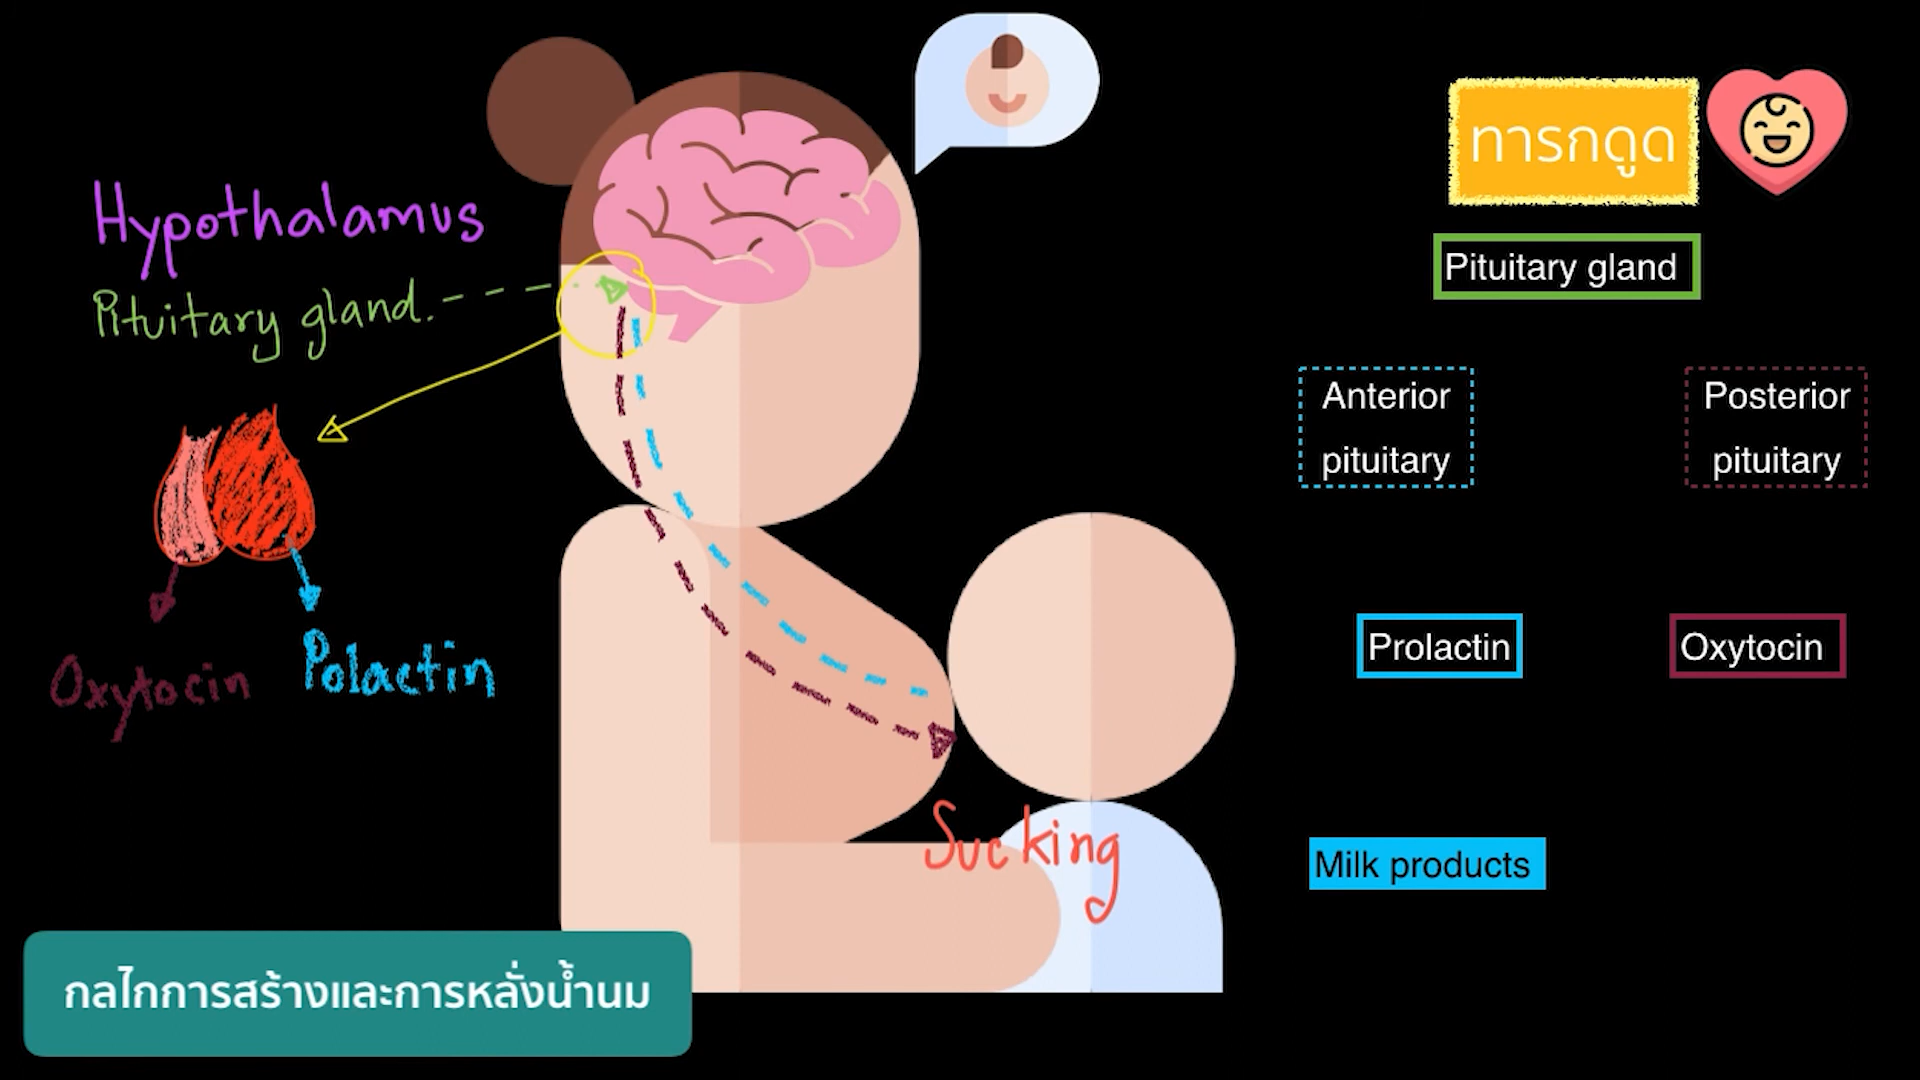 ทารกดูด
Hypothalamus
Pituitary gland.
Pituitary gland
Anterior
pituitary
Posterior
pituitary
Oxytocin
Polactin
Prolactin
Oxytocin
Sucking
Milk products
กลไกการสร้างและการหลั่งน้ำนม